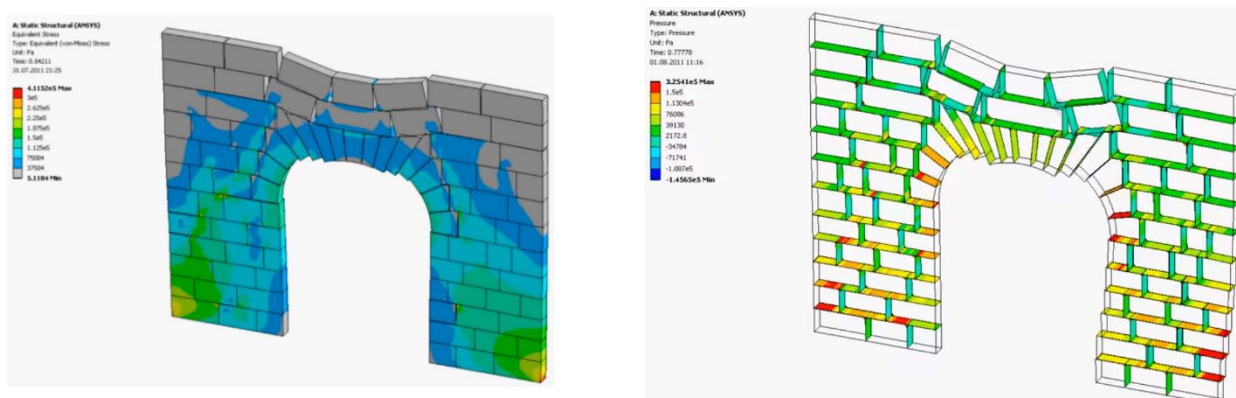 A: Static Structural (ANSYS)
Equivalent Stress
Type: Equivalent (von-Mises) Stress
Unit: Pa
Time: 0.84211
31.07.2011 21:25
4.1152e5 Max
3e5
2.625e5
2.25e5
1.875e5
1.5e5
1.125e5
75004
37504
5.1184 Min
A: Static Structural (ANSYS)
Pressure
Type: Pressure
Unit: Pa
Time: 0.77778
01.08.2011 11:16
3.2541e5 Max
1.5e5
1.1304e5
76086
39130
2172.8
-34784
-71741
-1.087e5
-1.4565e5 Min